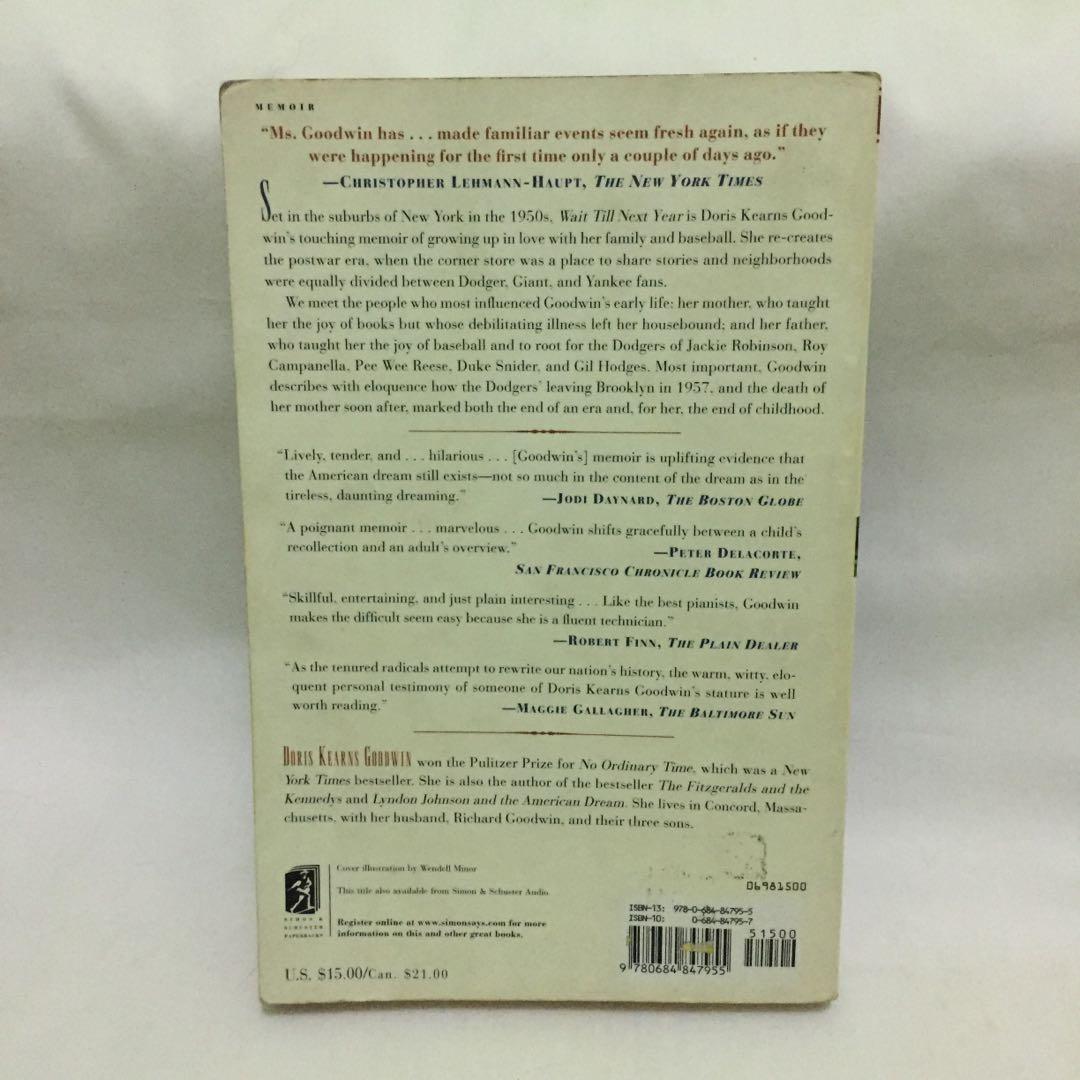 MEMOIR
“Ms. Goodwin has . . . made familiar events seem fresh again, as if they
were happening for the first time only a couple of days ago.”
—Christopher Lehmann-Haupt, The New York Times
Set in the suburbs of New York in the 1950s, Wait Till Next Year is Doris Kearns Good-
win's touching memoir of growing up in love with her family and baseball. She re-creates
the postwar era, when the corner store was a place to share stories and neighborhoods
were equally divided between Dodger, Giant, and Yankee fans.
We meet the people who most influenced Goodwin's early life: her mother, who taught
her the joy of books but whose debilitating illness left her housebound; and her father,
who taught her the joy of baseball and to root for the Dodgers of Jackie Robinson, Roy
Campanella, Pee Wee Reese, Duke Snider, and Gil Hodges. Most important, Goodwin
describes with eloquence how the Dodgers' leaving Brooklyn in 1957, and the death of
her mother soon after, marked both the end of an era and, for her, the end of childhood.
“Lively, tender, and . . . hilarious . . . [Goodwin's] memoir is uplifting evidence that
the American dream still exists—not so much in the content of the dream as in the
tireless, daunting dreaming.” —Jodi Daynard, The Boston Globe
“A poignant memoir . . . marvelous . . . Goodwin shifts gracefully between a child's
recollection and an adult's overview.” —Peter Delacorte,
San Francisco Chronicle Book Review
“Skillful, entertaining, and just plain interesting . . . Like the best pianists, Goodwin
makes the difficult seem easy because she is a fluent technician.”
—Robert Finn, The Plain Dealer
“As the tenured radicals attempt to rewrite our nation's history, the warm, witty, elo-
quent personal testimony of someone of Doris Kearns Goodwin's stature is well
worth reading.” —Maggie Gallagher, The Baltimore Sun
Doris Kearns Goodwin won the Pulitzer Prize for No Ordinary Time, which was a New
York Times bestseller. She is also the author of the bestseller The Fitzgeralds and the
Kennedys and Lyndon Johnson and the American Dream. She lives in Concord, Massa-
chusetts, with her husband, Richard Goodwin, and their three sons.
Cover illustration by Wendell Minor
This title also available from Simon & Schuster Audio
Register online at www.simonsays.com for more
information on this and other great books.
SIMON &
SCHUSTER
PAPERBACKS
U.S. $15.00/Can. $21.00
06981500
ISBN-13: 978-0-684-84795-5
ISBN-10: 0-684-84795-7
51500
9 780684 847955